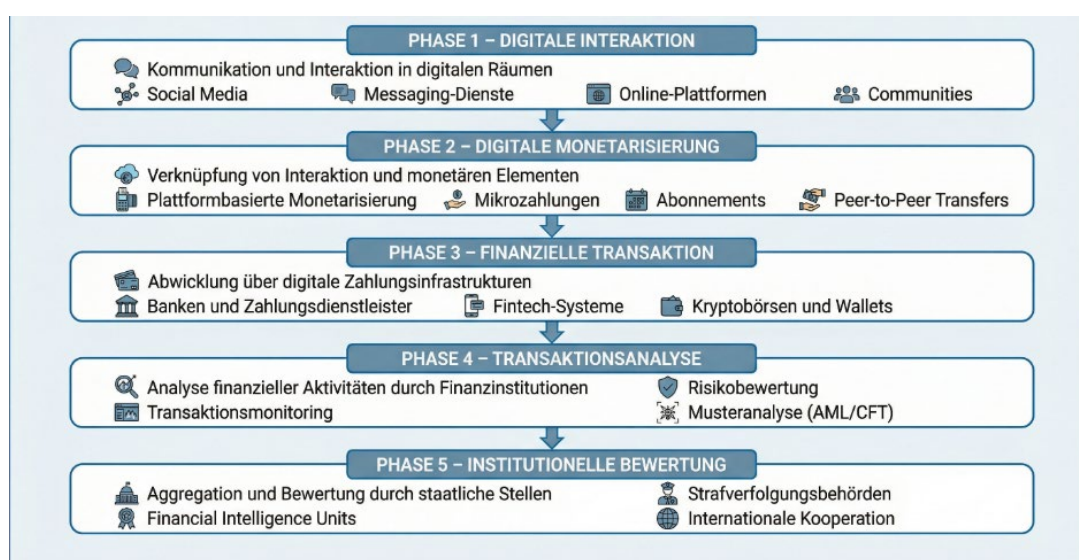 PHASE 1 – DIGITALE INTERAKTION
Kommunikation und Interaktion in digitalen Räumen
Social Media Messaging-Dienste Online-Plattformen Communities
PHASE 2 – DIGITALE MONETARISIERUNG
Verknüpfung von Interaktion und monetären Elementen
Plattformbasierte Monetarisierung Mikrozahlungen Abonnements Peer-to-Peer Transfers
PHASE 3 – FINANZIELLE TRANSAKTION
Abwicklung über digitale Zahlungsinfrastrukturen
Banken und Zahlungsdienstleister Fintech-Systeme Kryptobörsen und Wallets
PHASE 4 – TRANSAKTIONSANALYSE
Analyse finanzieller Aktivitäten durch Finanzinstitutionen Risikobewertung
Transaktionsmonitoring Musteranalyse (AML/CFT)
PHASE 5 – INSTITUTIONELLE BEWERTUNG
Aggregation und Bewertung durch staatliche Stellen Strafverfolgungsbehörden
Financial Intelligence Units Internationale Kooperation